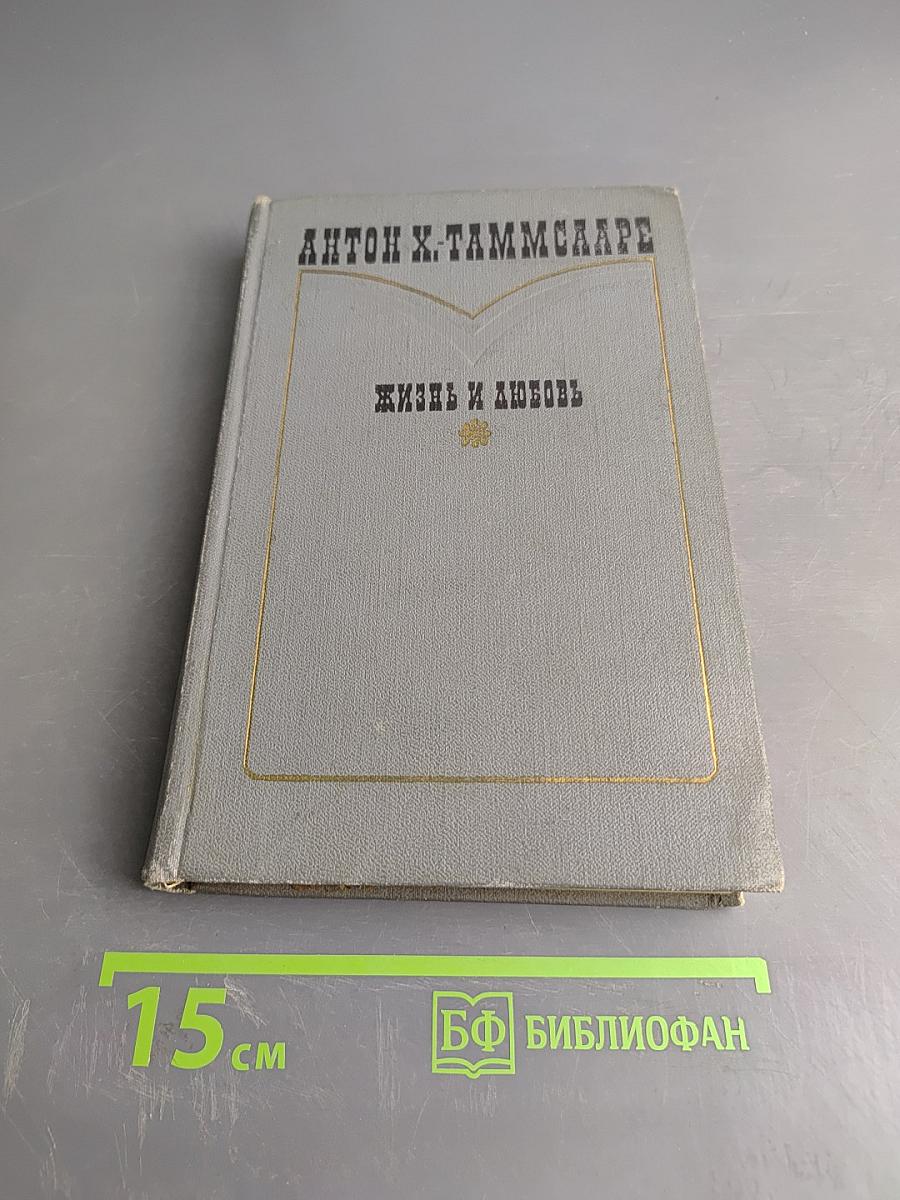 АНТОН Х.-ТАММСААРЕ
ЖИЗНЬ И ЛЮБОВЬ
15 см
БФ БИБЛИОФАН